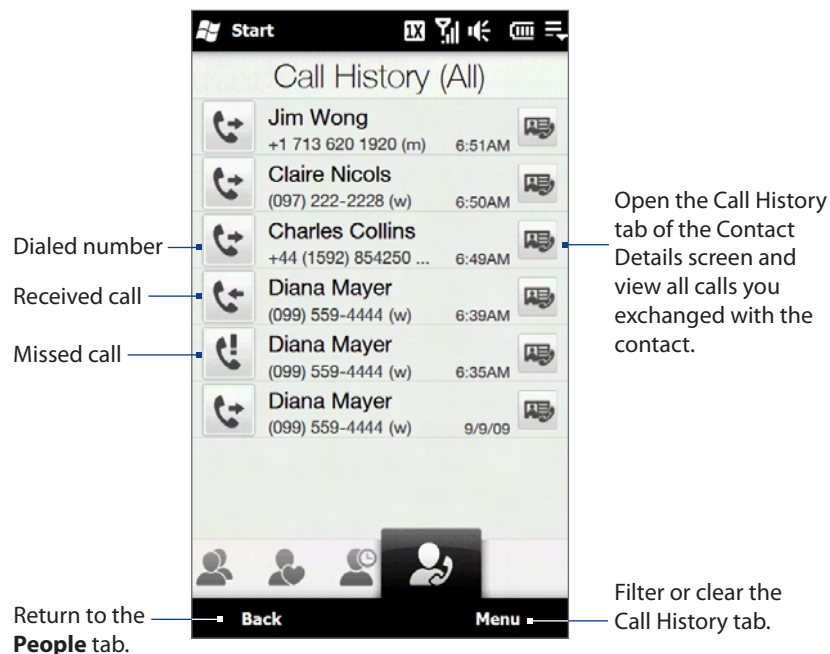 Start
1X
Call History (All)
Jim Wong
+1 713 620 1920 (m) 6:51AM
Claire Nicols
(097) 222-2228 (w) 6:50AM
Charles Collins
+44 (1592) 854250 ... 6:49AM
Diana Mayer
(099) 559-4444 (w) 6:39AM
Diana Mayer
(099) 559-4444 (w) 6:35AM
Diana Mayer
(099) 559-4444 (w) 9/9/09
Dialed number
Received call
Missed call
Open the Call History
tab of the Contact
Details screen and
view all calls you
exchanged with the
contact.
Back
Menu
Return to the
People tab.
Filter or clear the
Call History tab.